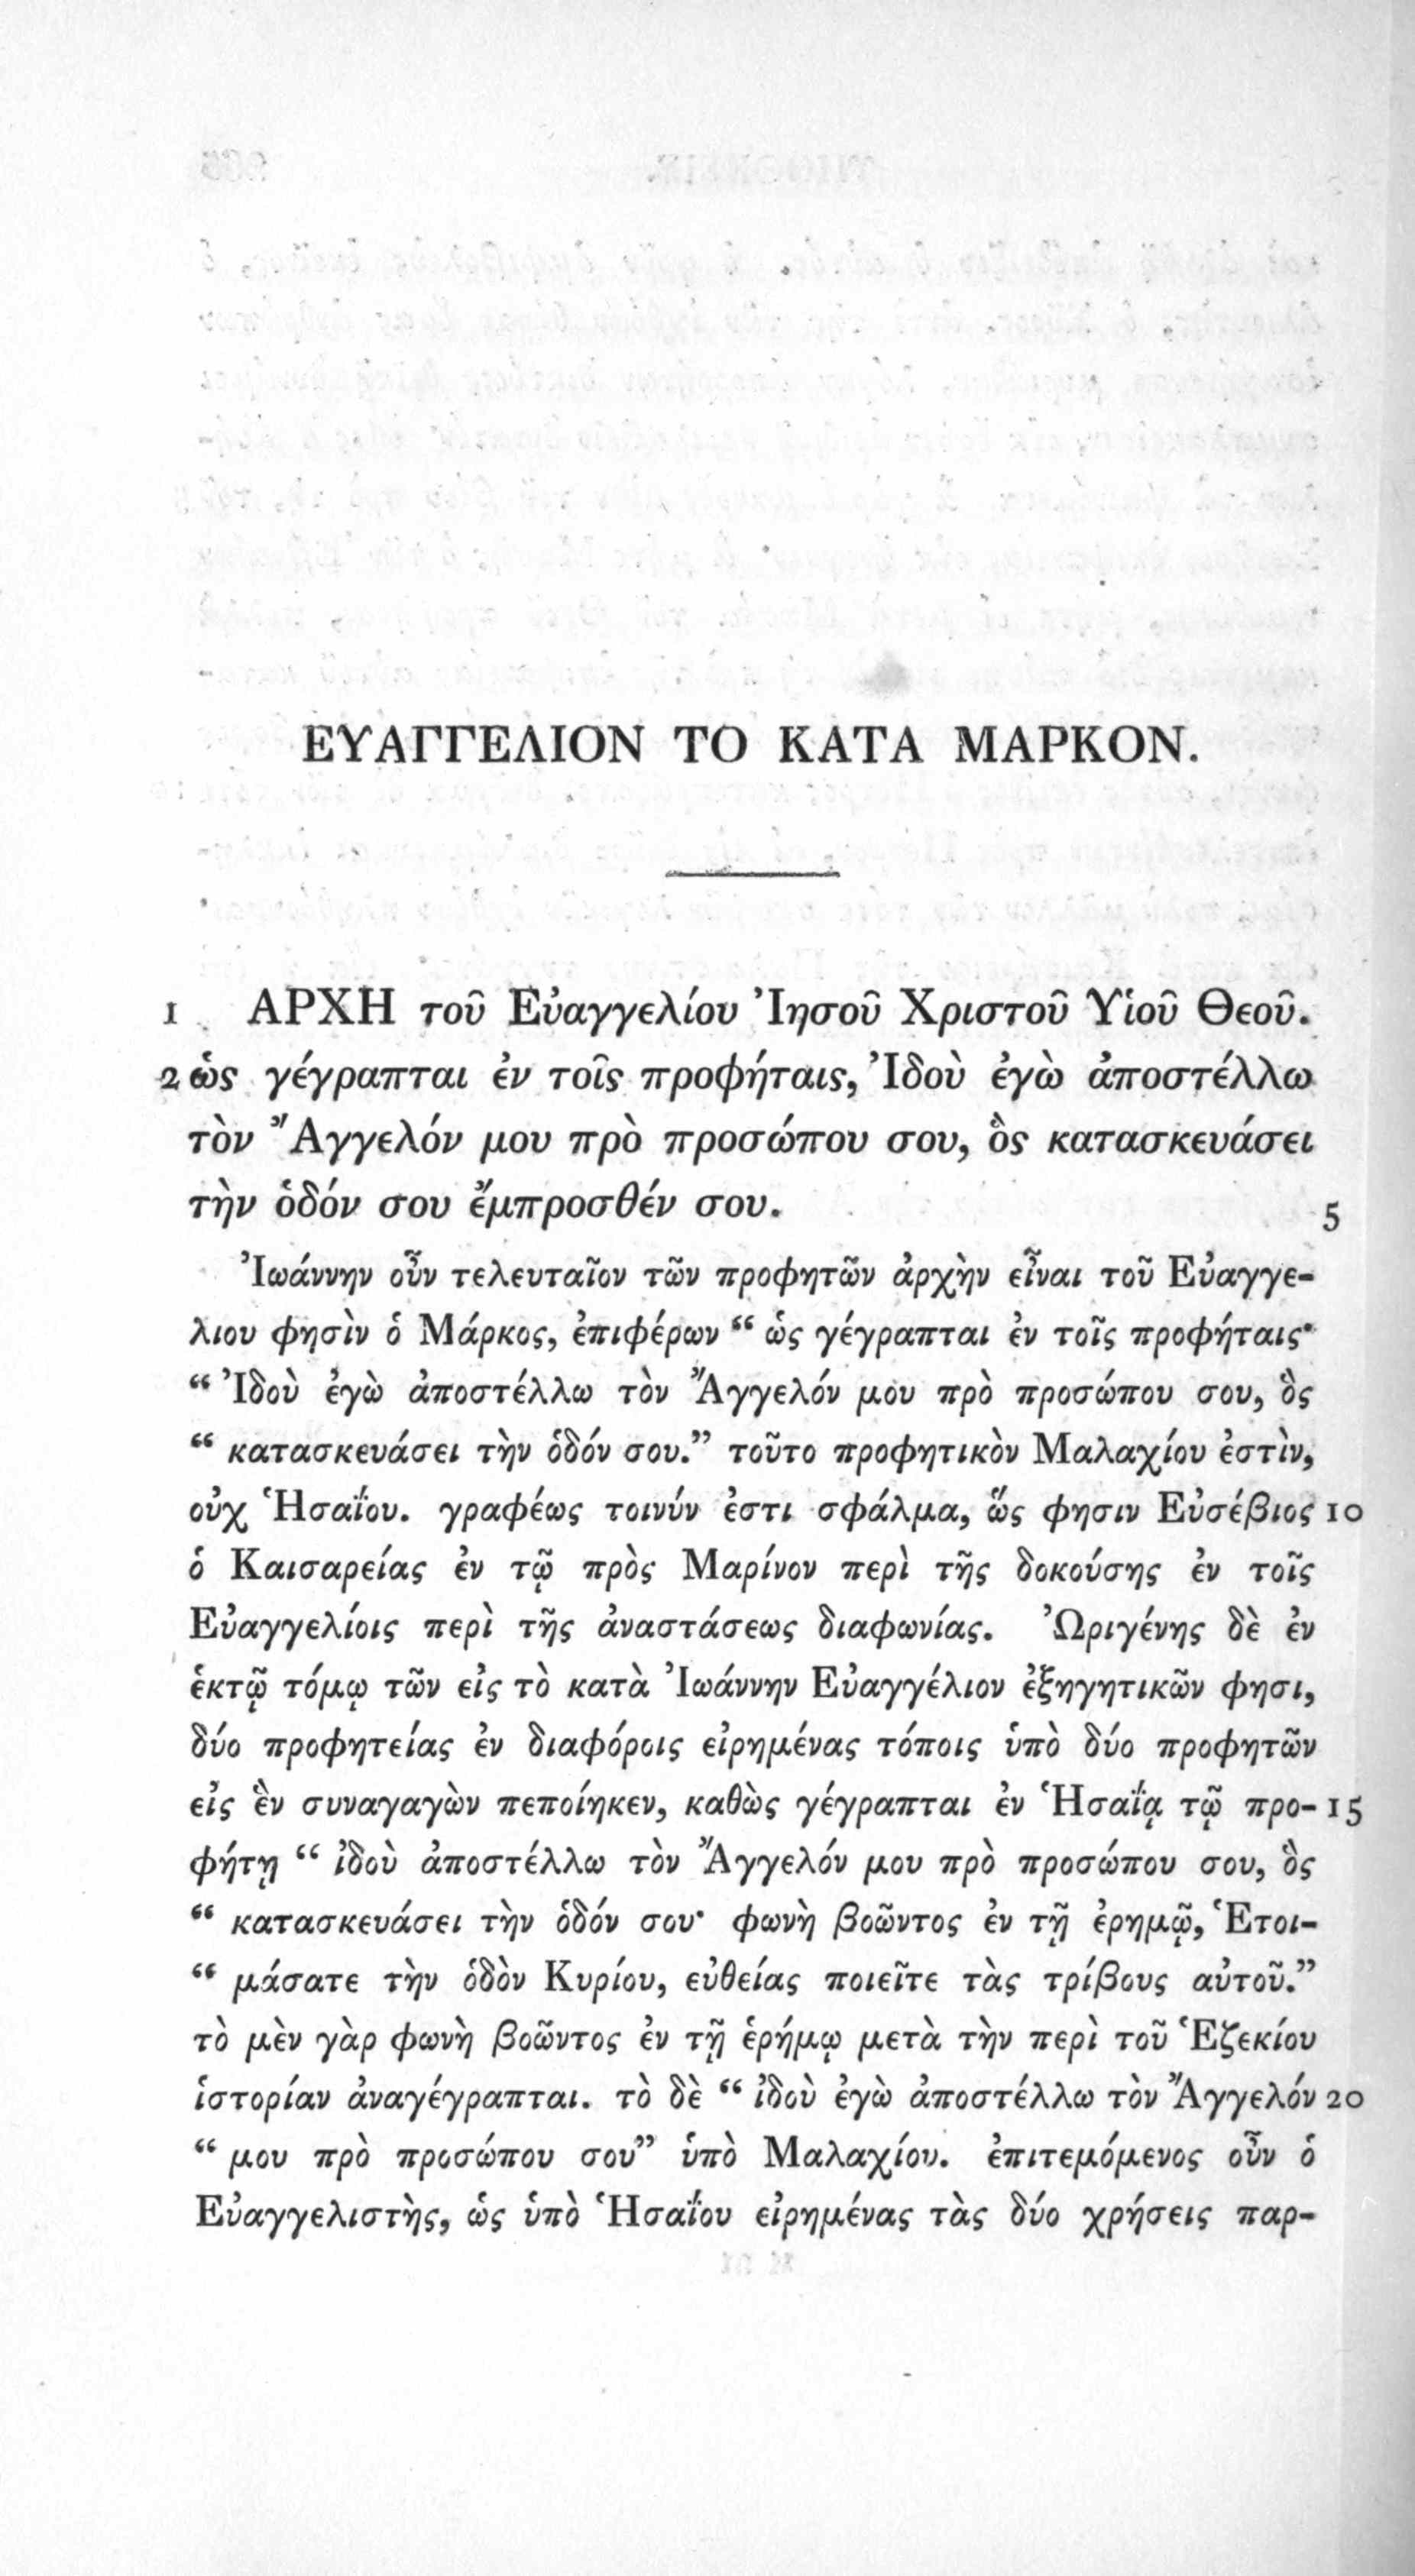 ΕΥΑΓΓΕΛΙΟΝ ΤΟ ΚΑΤΑ ΜΑΡΚΟΝ.
1 ΑΡΧΗ τοῦ Εὐαγγελίου Ἰησοῦ Χριστοῦ Υἱοῦ Θεοῦ.
2 ὡς γέγραπται ἐν τοῖς προφήταις, Ἰδοὺ ἐγὼ ἀποστέλλω
τὸν Ἄγγελόν μου πρὸ προσώπου σου, ὃς κατασκευάσει
τὴν ὁδόν σου ἔμπροσθέν σου. 5
Ἰωάννην οὖν τελευταῖον τῶν προφητῶν ἀρχὴν εἶναι τοῦ Εὐαγγε-
λιου φησὶν ὁ Μάρκος, ἐπιφέρων “ ὡς γέγραπται ἐν τοῖς προφήταις·
“ Ἰδοὺ ἐγὼ ἀποστέλλω τὸν Ἄγγελόν μου πρὸ προσώπου σου, ὃς
“ κατασκευάσει τὴν ὁδόν σου.” τοῦτο προφητικὸν Μαλαχίου ἐστὶν,
οὐχ Ἡσαΐου. γραφέως τοινύν ἐστι σφάλμα, ὥς φησιν Εὐσέβιος 10
ὁ Καισαρείας ἐν τῷ πρὸς Μαρίνον περὶ τῆς δοκούσης ἐν τοῖς
Εὐαγγελίοις περὶ τῆς ἀναστάσεως διαφωνίας. Ὠριγένης δὲ ἐν
ἑκτῷ τόμῳ τῶν εἰς τὸ κατὰ Ἰωάννην Εὐαγγέλιον ἐξηγητικῶν φησι,
δύο προφητείας ἐν διαφόροις εἰρημένας τόποις ὑπὸ δύο προφητῶν
εἰς ἓν συναγαγὼν πεποίηκεν, καθὼς γέγραπται ἐν Ἡσαΐᾳ τῷ προ- 15
φήτῃ “ ἰδοὺ ἀποστέλλω τὸν Ἄγγελόν μου πρὸ προσώπου σου, ὃς
“ κατασκευάσει τὴν ὁδόν σου· φωνὴ βοῶντος ἐν τῇ ἐρημῷ, Ἑτοι-
“ μάσατε τὴν ὁδὸν Κυρίου, εὐθείας ποιεῖτε τὰς τρίβους αὐτοῦ.”
τὸ μὲν γὰρ φωνὴ βοῶντος ἐν τῇ ἐρήμῳ μετὰ τὴν περὶ τοῦ Ἑζεκίου
ἱστορίαν ἀναγέγραπται. τὸ δὲ “ ἰδοὺ ἐγὼ ἀποστέλλω τὸν Ἄγγελόν 20
“ μου πρὸ προσώπου σου” ὑπὸ Μαλαχίου. ἐπιτεμόμενος οὖν ὁ
Εὐαγγελιστὴς, ὡς ὑπὸ Ἡσαΐου εἰρημένας τὰς δύο χρήσεις παρ-